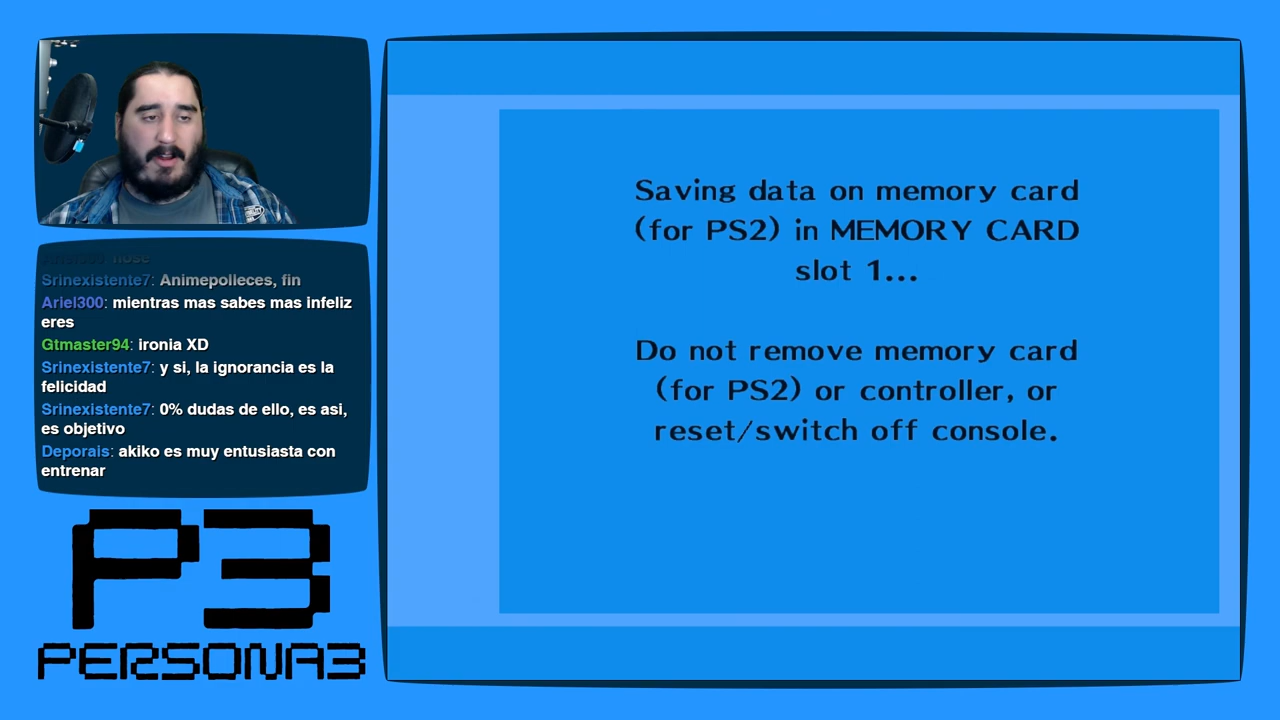 Srinexistente7: Animepolleces, fin
Ariel300: mientras mas sabes mas infeliz
eres
Gtmaster94: ironia XD
Srinexistente7: y si, la ignorancia es la
felicidad
Srinexistente7: 0% dudas de ello, es asi,
es objetivo
Deporais: akiko es muy entusiasta con
entrenar
P3
PERSONA3
Saving data on memory card
(for PS2) in MEMORY CARD
slot 1...
Do not remove memory card
(for PS2) or controller, or
reset/switch off console.